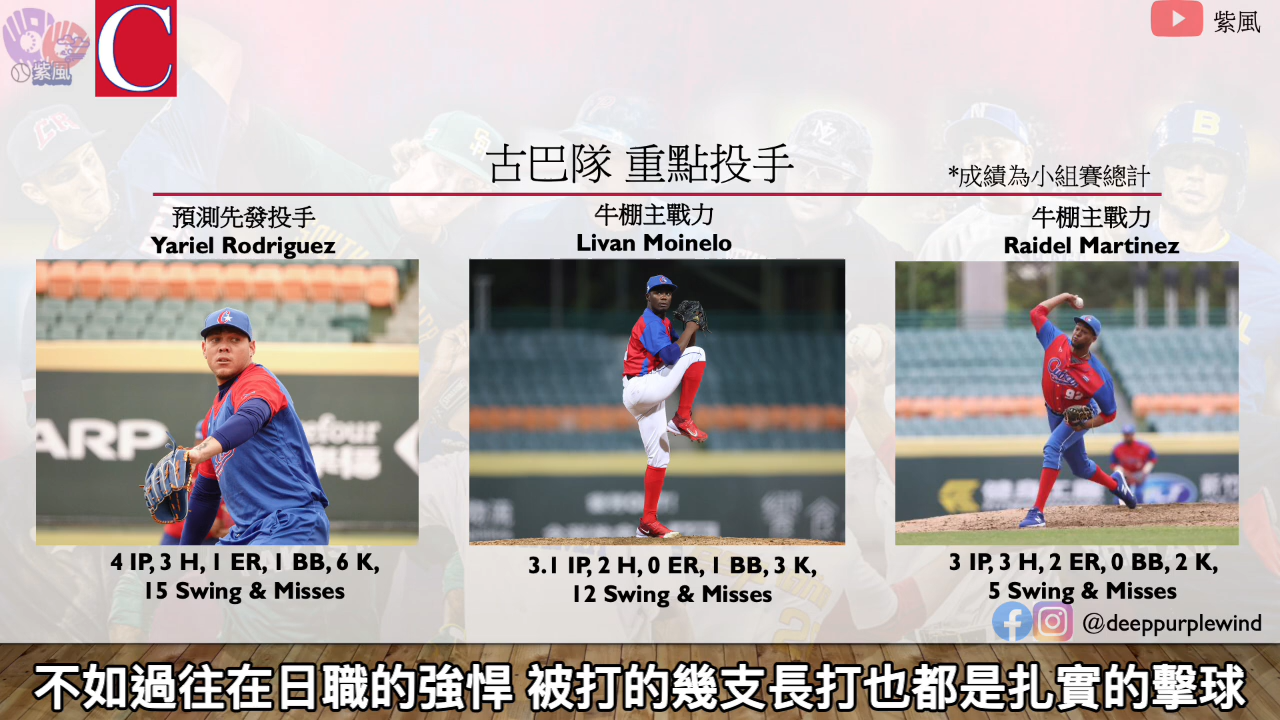 紫風
C
紫風
古巴隊 重點投手
*成績為小組賽總計
預測先發投手
Yariel Rodriguez
牛棚主戰力
Livan Moinelo
牛棚主戰力
Raidel Martinez
ARP
efour
4 IP, 3 H, 1 ER, 1 BB, 6 K,
15 Swing & Misses
3.1 IP, 2 H, 0 ER, 1 BB, 3 K,
12 Swing & Misses
3 IP, 3 H, 2 ER, 0 BB, 2 K,
5 Swing & Misses
@deeppurplewind
不如過往在日職的強悍 被打的幾支長打也都是扎實的擊球